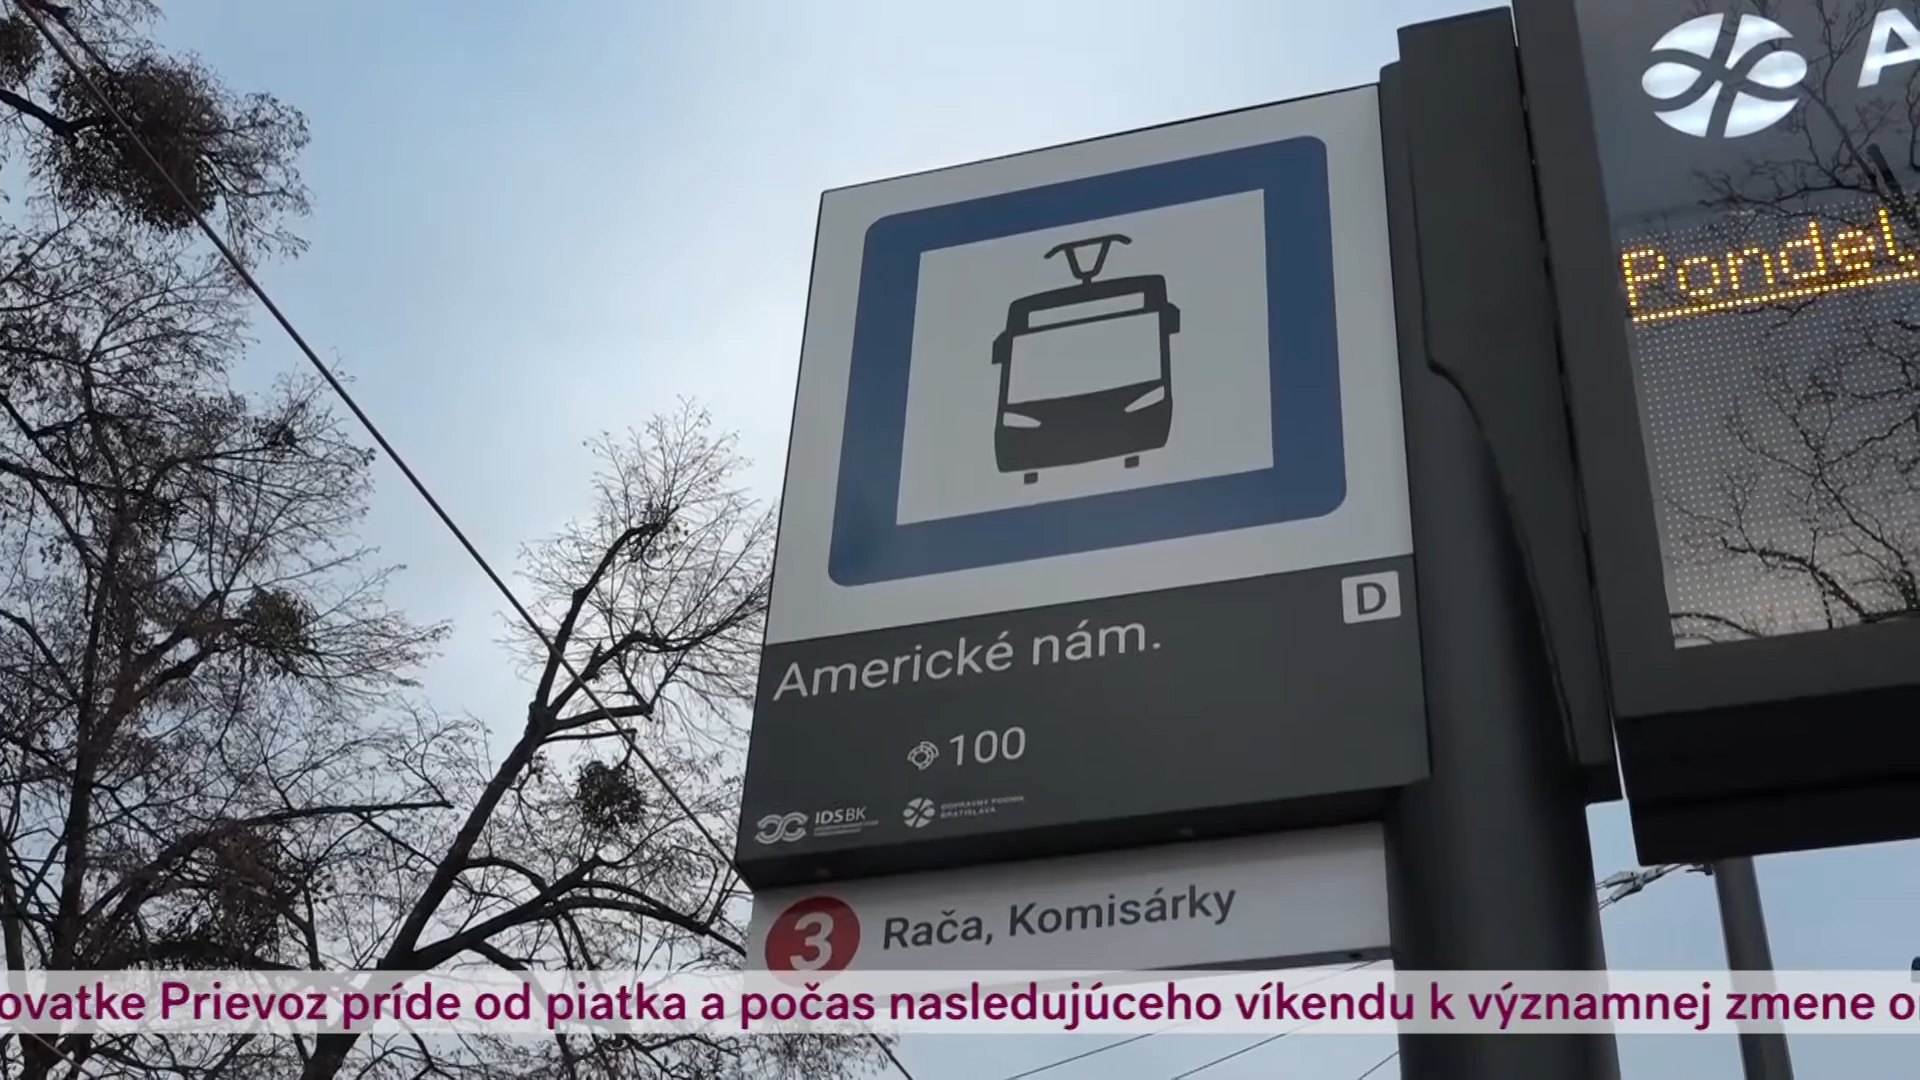 A
Pondel
D
Americké nám.
100
IDSBK
DOPRAVNÝ PODNIK
BRATISLAVA
3 Rača, Komisárky
ovatke Prievoz príde od piatka a počas nasledujúceho víkendu k významnej zmene o